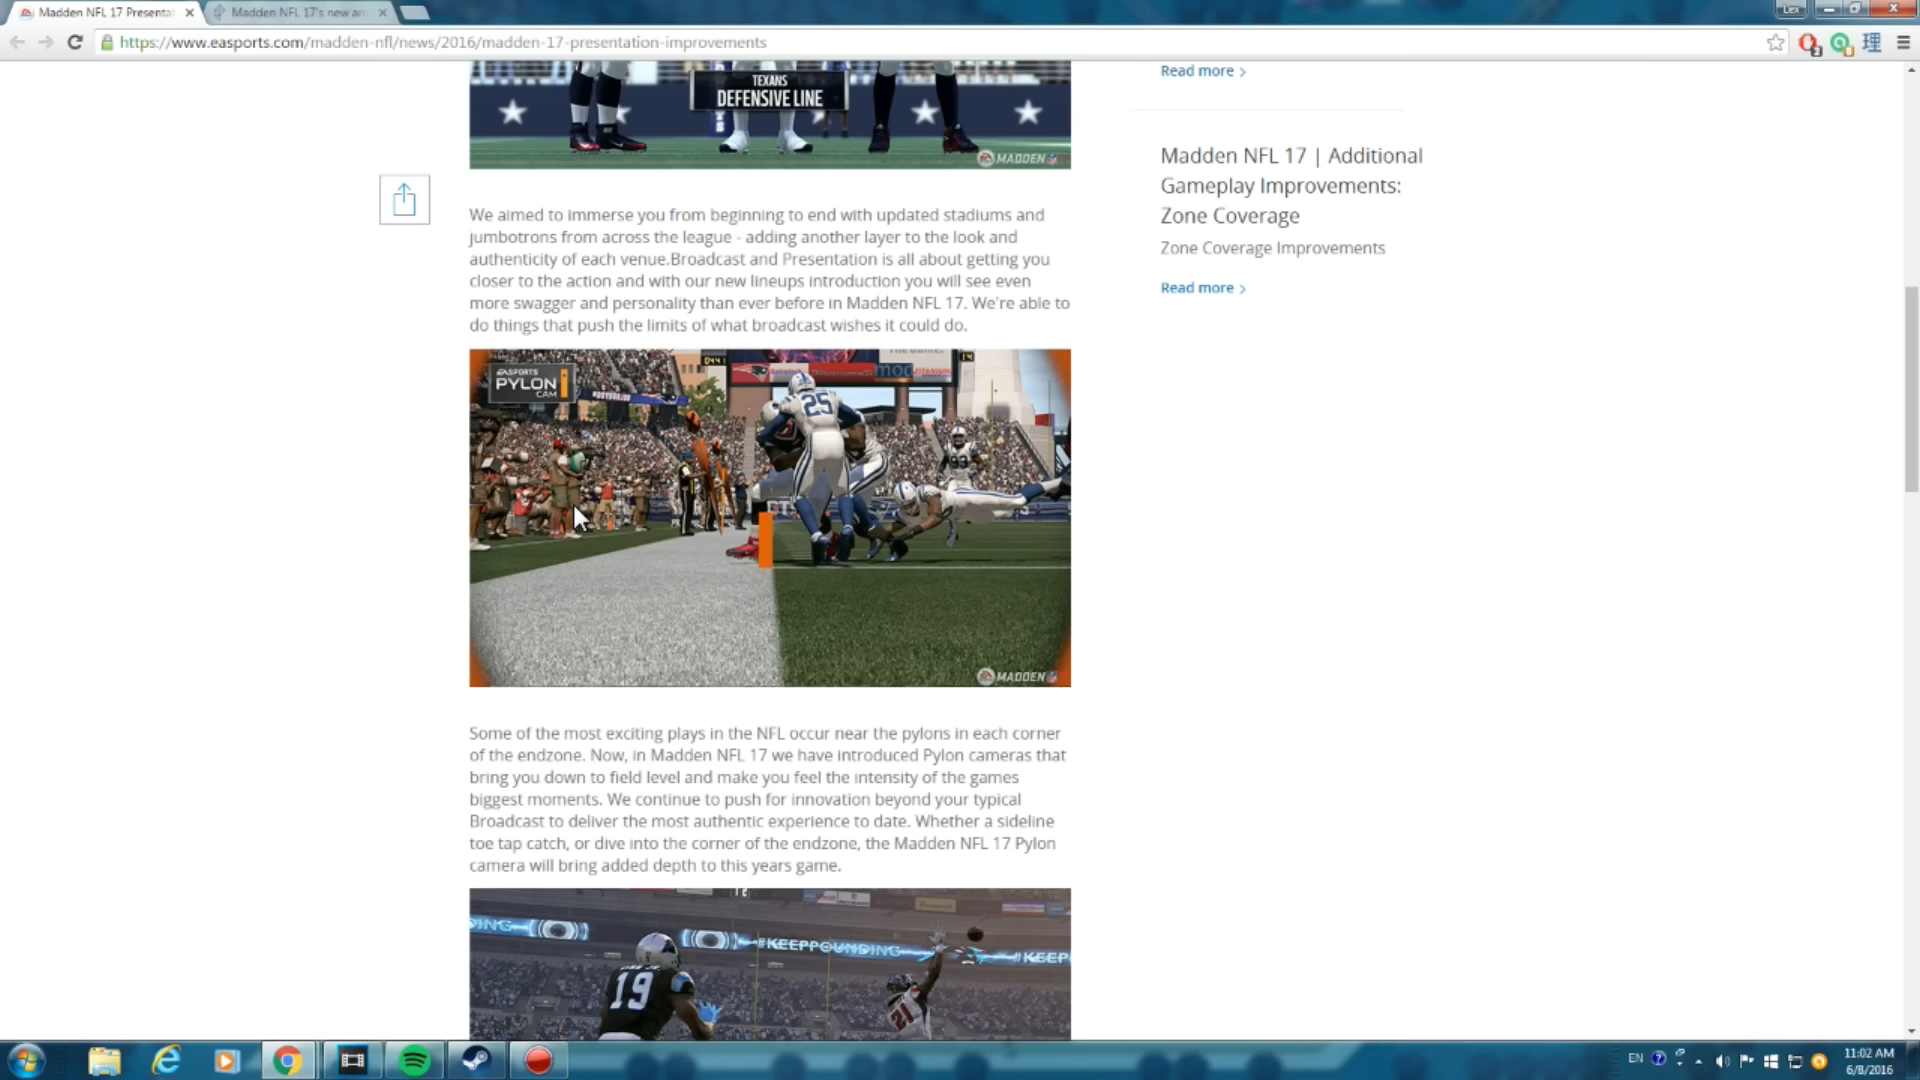 Madden NFL 17 Presenta
Madden NFL 17's new an
Lex
https://www.easports.com/madden-nfl/news/2016/madden-17-presentation-improvements
TEXANS
DEFENSIVE LINE
MADDEN
We aimed to immerse you from beginning to end with updated stadiums and
jumbotrons from across the league - adding another layer to the look and
authenticity of each venue.Broadcast and Presentation is all about getting you
closer to the action and with our new lineups introduction you will see even
more swagger and personality than ever before in Madden NFL 17. We're able to
do things that push the limits of what broadcast wishes it could do.
EA SPORTS
PYLON
CAM
25
93
MADDEN
Some of the most exciting plays in the NFL occur near the pylons in each corner
of the endzone. Now, in Madden NFL 17 we have introduced Pylon cameras that
bring you down to field level and make you feel the intensity of the games
biggest moments. We continue to push for innovation beyond your typical
Broadcast to deliver the most authentic experience to date. Whether a sideline
toe tap catch, or dive into the corner of the endzone, the Madden NFL 17 Pylon
camera will bring added depth to this years game.
#KEEPPOUNDING
#KEEP
19
21
Read more >
Madden NFL 17 | Additional
Gameplay Improvements:
Zone Coverage
Zone Coverage Improvements
Read more >
EN
11:02 AM
6/8/2016